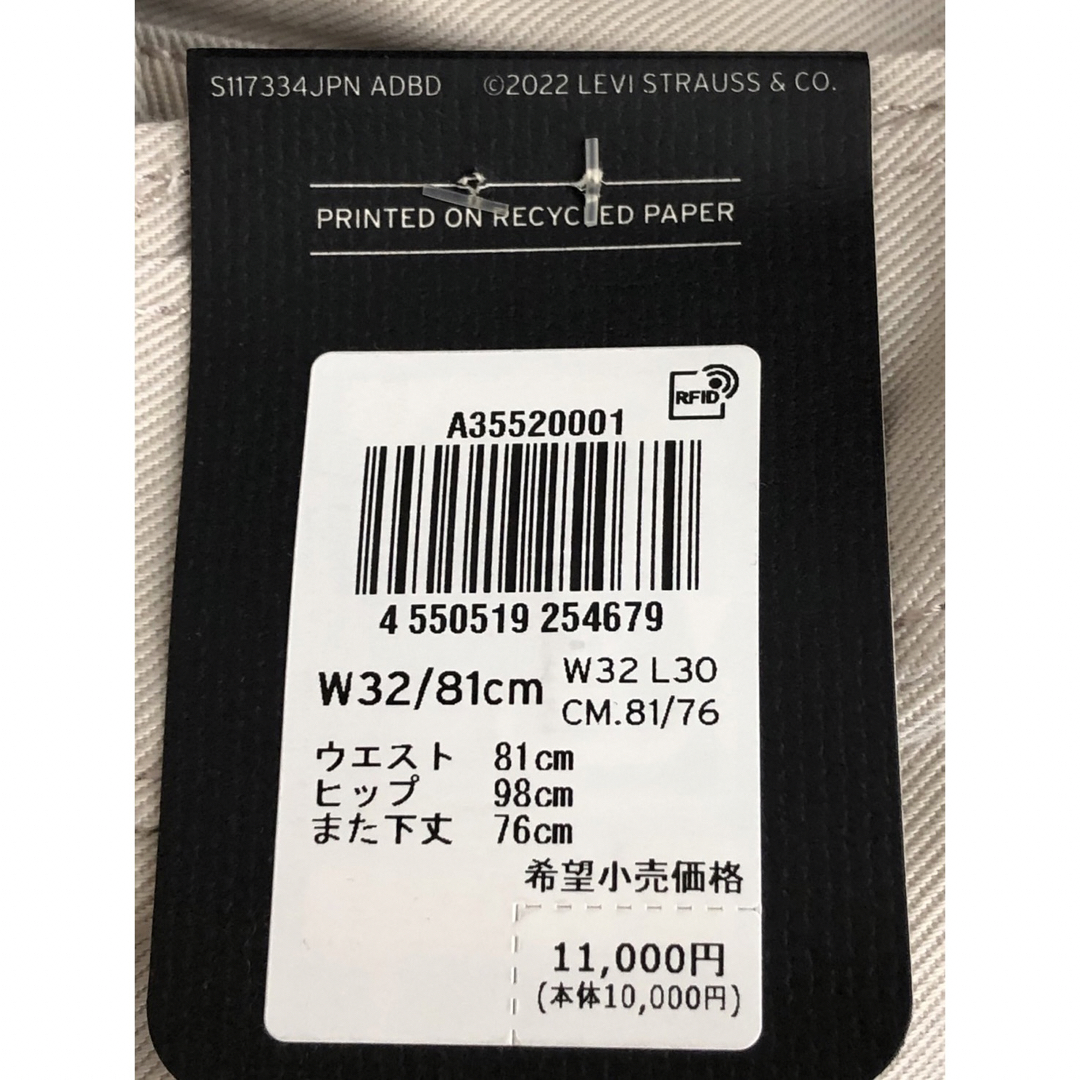 S117334JPN ADBD ©2022 LEVI STRAUSS & CO.
PRINTED ON RECYCLED PAPER
RFID
A35520001
4 550519 254679
W32/81cm
W32 L30
CM.81/76
ウエスト 81cm
ヒップ 98cm
また下丈 76cm
希望小売価格
11,000円
(本体10,000円)